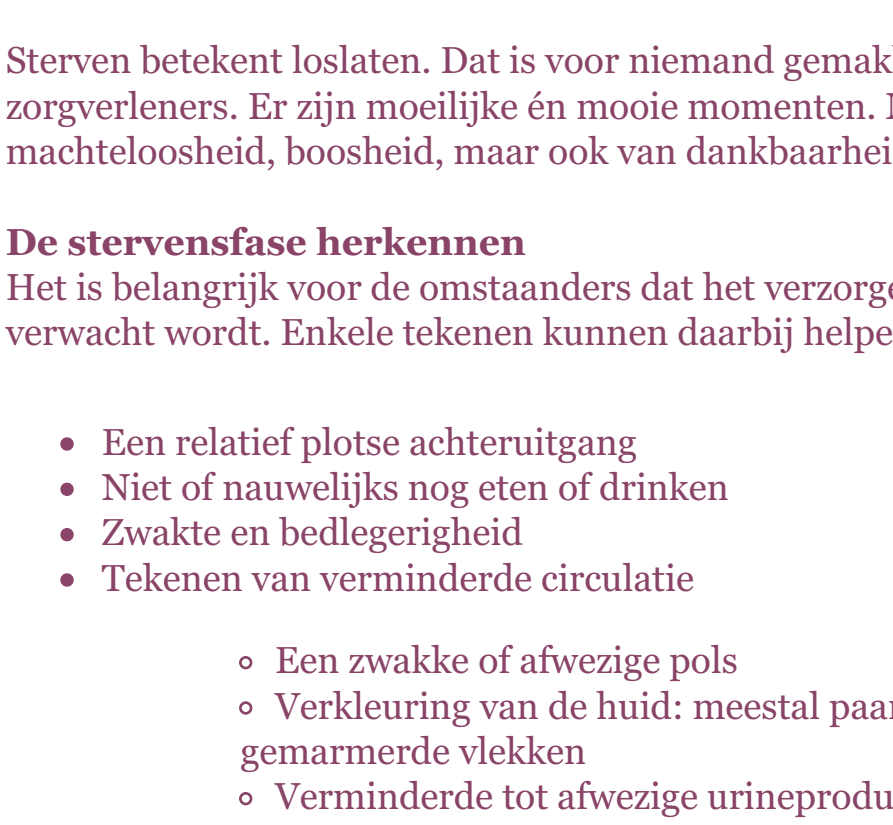 Sterven betekent loslaten. Dat is voor niemand gemak
zorgverleners. Er zijn moeilijke én mooie momenten.
machteloosheid, boosheid, maar ook van dankbaarhei
De stervensfase herkennen
Het is belangrijk voor de omstaanders dat het verzorge
verwacht wordt. Enkele tekenen kunnen daarbij helpe
• Een relatief plotse achteruitgang
• Niet of nauwelijks nog eten of drinken
• Zwakte en bedlegerigheid
• Tekenen van verminderde circulatie
◦ Een zwakke of afwezige pols
◦ Verkleuring van de huid: meestal paar
gemarmerde vlekken
◦ Verminderde tot afwezige urineprodu